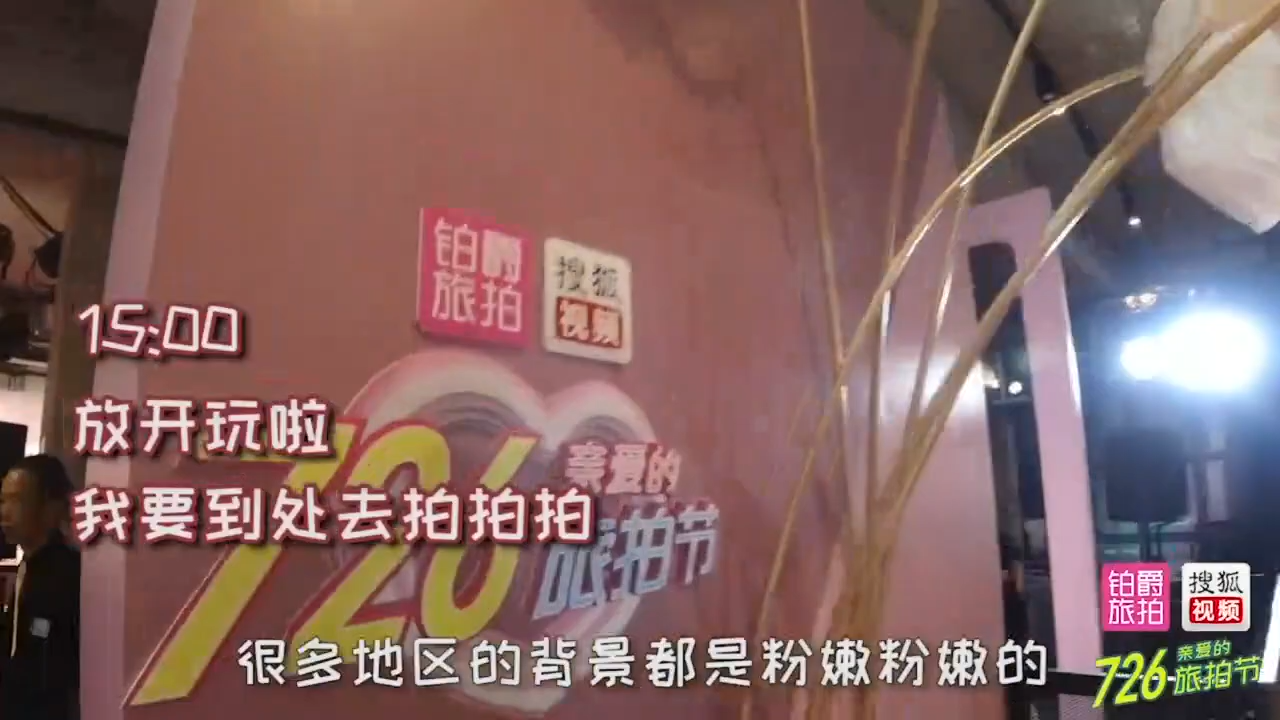 铂爵
旅拍
搜狐
视频
15:00
放开玩啦
726
亲爱的
旅拍节
我要到处去拍拍拍
很多地区的背景都是粉嫩粉嫩的
铂爵
旅拍
搜狐
视频
726
亲爱的
旅拍节